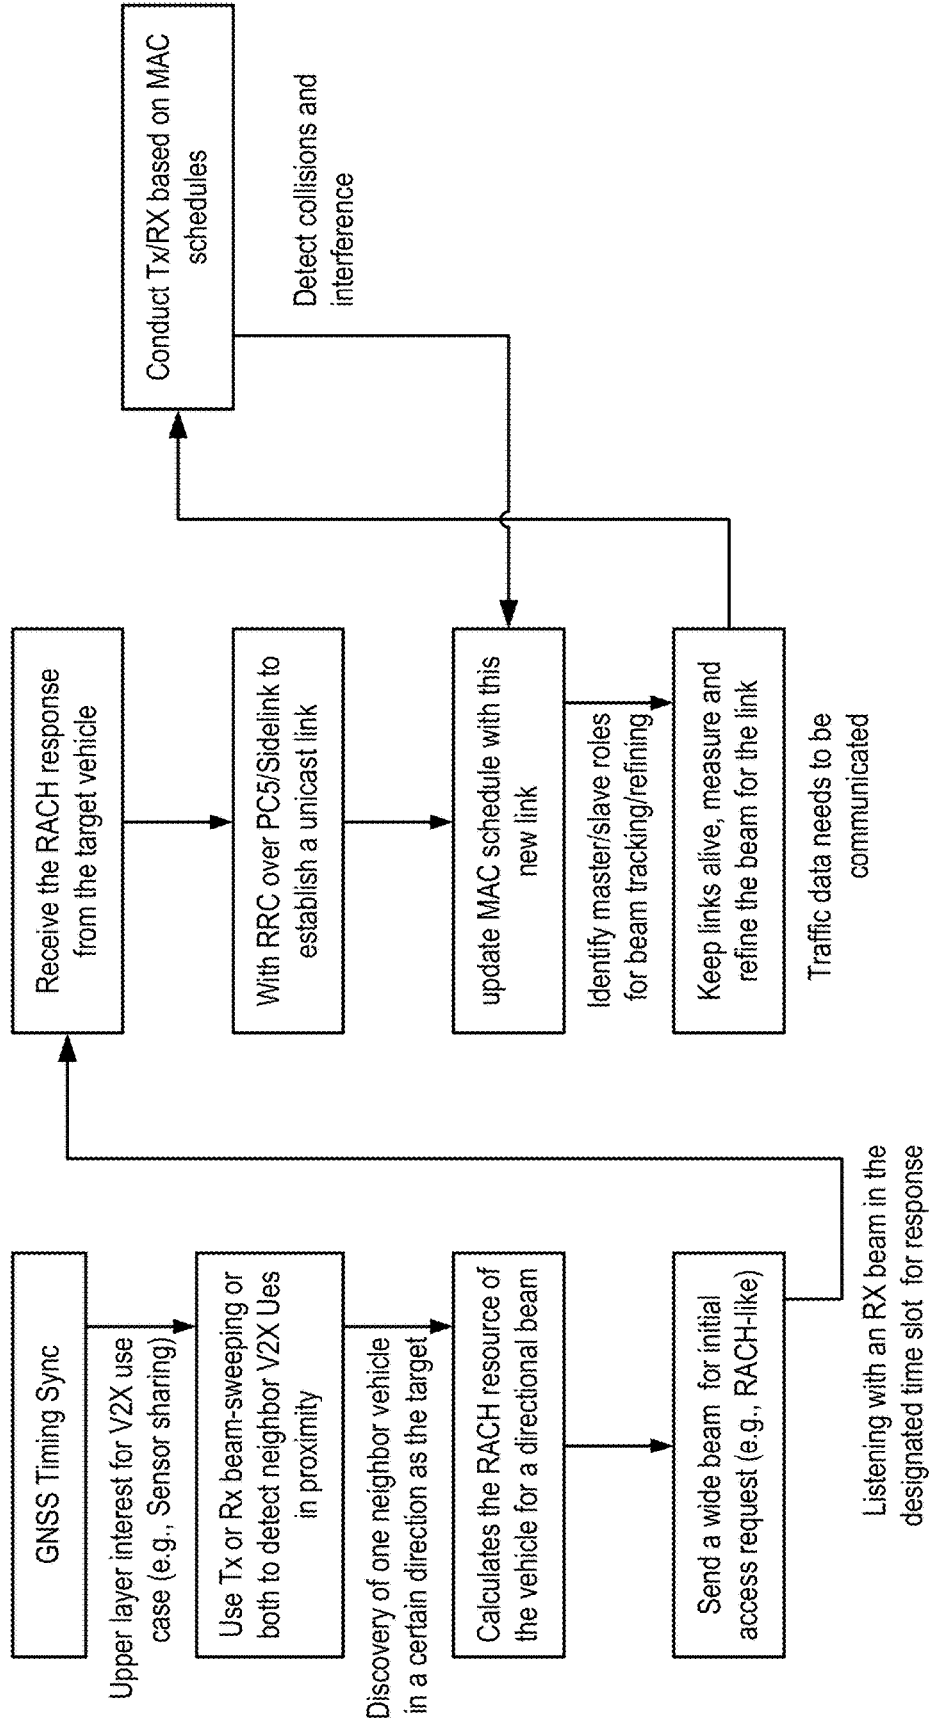 GNSS Timing Sync
Upper layer interest for V2X use
case (e.g., Sensor sharing)
Use Tx or Rx beam-sweeping or
both to detect neighbor V2X Ues
in proximity
Discovery of one neighbor vehicle
in a certain direction as the target
Calculates the RACH resource of
the vehicle for a directional beam
Send a wide beam for initial
access request (e.g., RACH-like)
Listening with an RX beam in the
designated time slot for response
Receive the RACH response
from the target vehicle
With RRC over PC5/Sidelink to
establish a unicast link
update MAC schedule with this
new link
Identify master/slave roles
for beam tracking/refining
Keep links alive, measure and
refine the beam for the link
Traffic data needs to be
communicated
Conduct Tx/RX based on MAC
schedules
Detect collisions and
interference